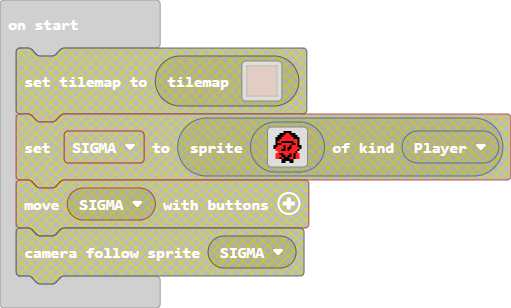 on start
set tilemap to tilemap
set SIGMA to sprite of kind Player
move SIGMA with buttons
camera follow sprite SIGMA